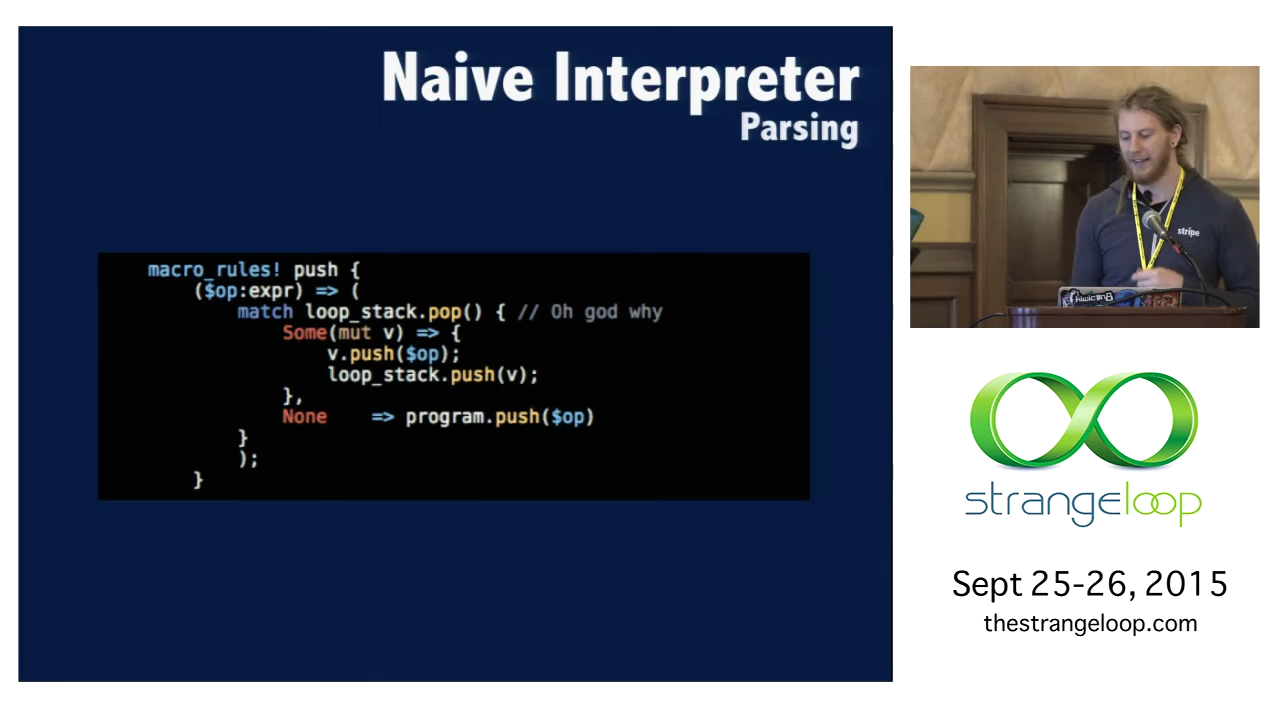 Naive Interpreter
Parsing
macro_rules! push {
($op:expr) => (
match loop_stack.pop() { // Oh god why
Some(mut v) => {
v.push($op);
loop_stack.push(v);
},
None => program.push($op)
}
);
}
stripe
strangeloop
Sept 25-26, 2015
thestrangeloop.com